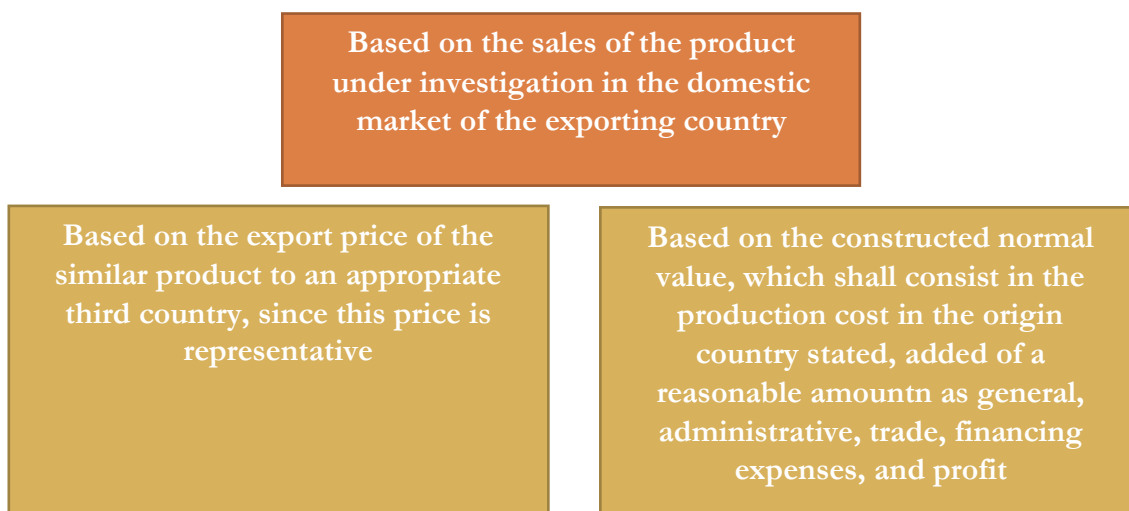 Based on the sales of the product
under investigation in the domestic
market of the exporting country
Based on the export price of the
similar product to an appropriate
third country, since this price is
representative
Based on the constructed normal
value, which shall consist in the
production cost in the origin
country stated, added of a
reasonable amountn as general,
administrative, trade, financing
expenses, and profit